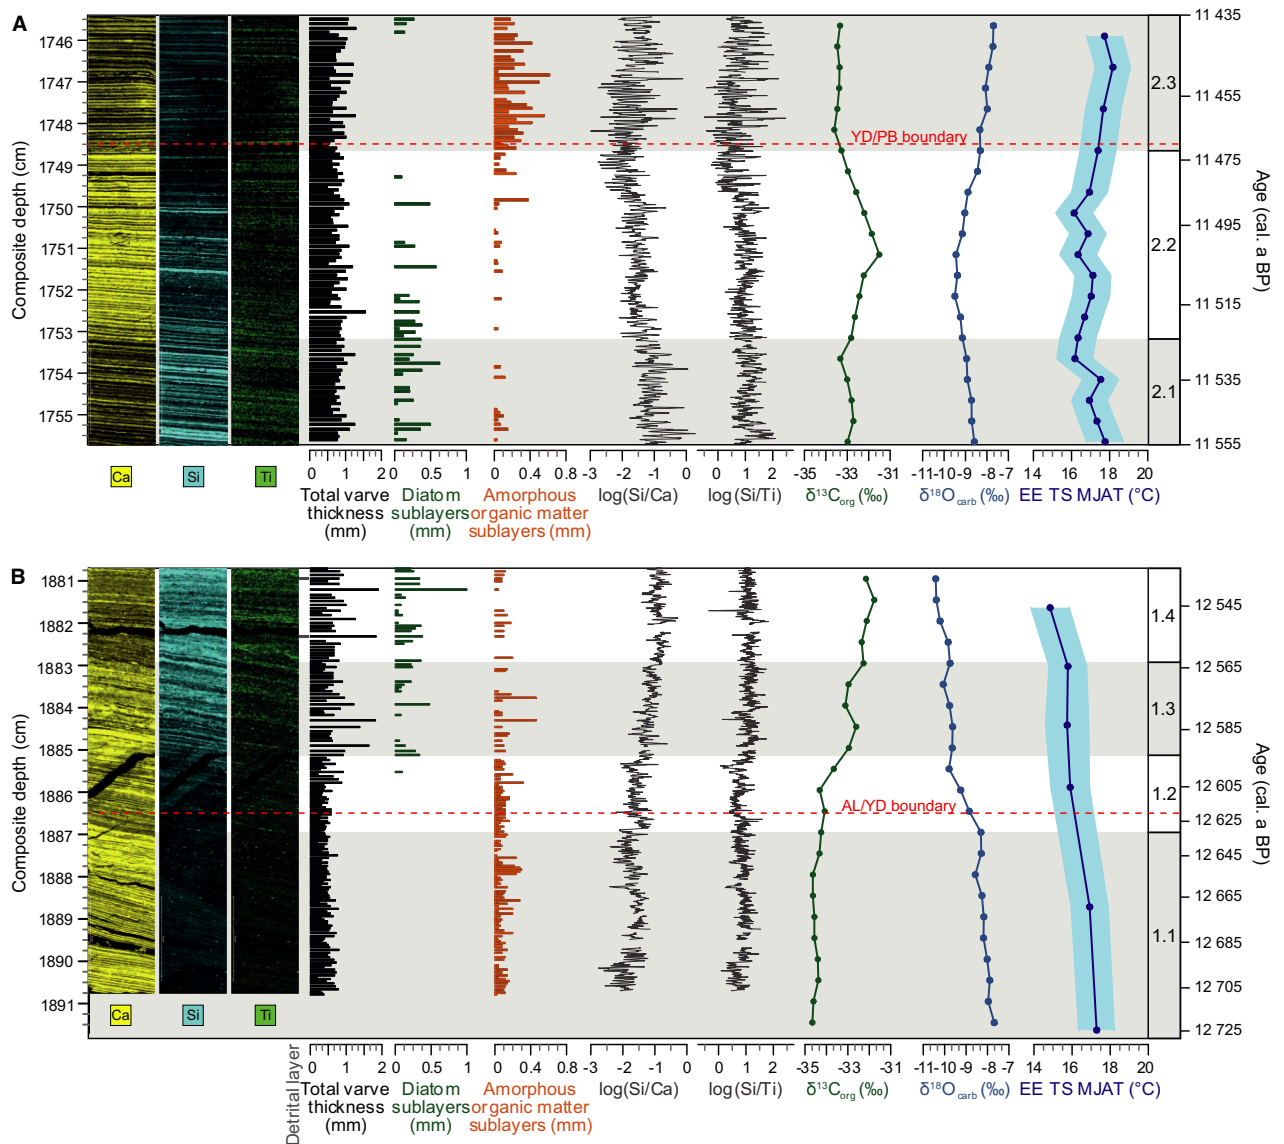 A
Composite depth (cm)
1746
1747
1748
1749
1750
1751
1752
1753
1754
1755
YD/PB boundary
2.3
2.2
2.1
11 435
11 455
11 475
11 495
11 515
11 535
11 555
Age (cal. a BP)
Ca Si Ti
0 1 2
0 0.5 1
0 0.4 0.8
-3 -2 -1 0
0 1 2
-35 -33 -31
-11 -10 -9 -8 -7
14 16 18 20
Total varve thickness (mm)
Diatom sublayers (mm)
Amorphous organic matter sublayers (mm)
log(Si/Ca)
log(Si/Ti)
δ¹³Corg (‰)
δ¹⁸Ocarb (‰)
EE TS MJAT (°C)
B
Composite depth (cm)
1881
1882
1883
1884
1885
1886
1887
1888
1889
1890
1891
AL/YD boundary
1.4
1.3
1.2
1.1
12 545
12 565
12 585
12 605
12 625
12 645
12 665
12 685
12 705
12 725
Age (cal. a BP)
Ca Si Ti
Detrital layer
0 1 2
0 0.5 1
0 0.4 0.8
-3 -2 -1 0
0 1 2
-35 -33 -31
-11 -10 -9 -8 -7
14 16 18 20
Total varve thickness (mm)
Diatom sublayers (mm)
Amorphous organic matter sublayers (mm)
log(Si/Ca)
log(Si/Ti)
δ¹³Corg (‰)
δ¹⁸Ocarb (‰)
EE TS MJAT (°C)